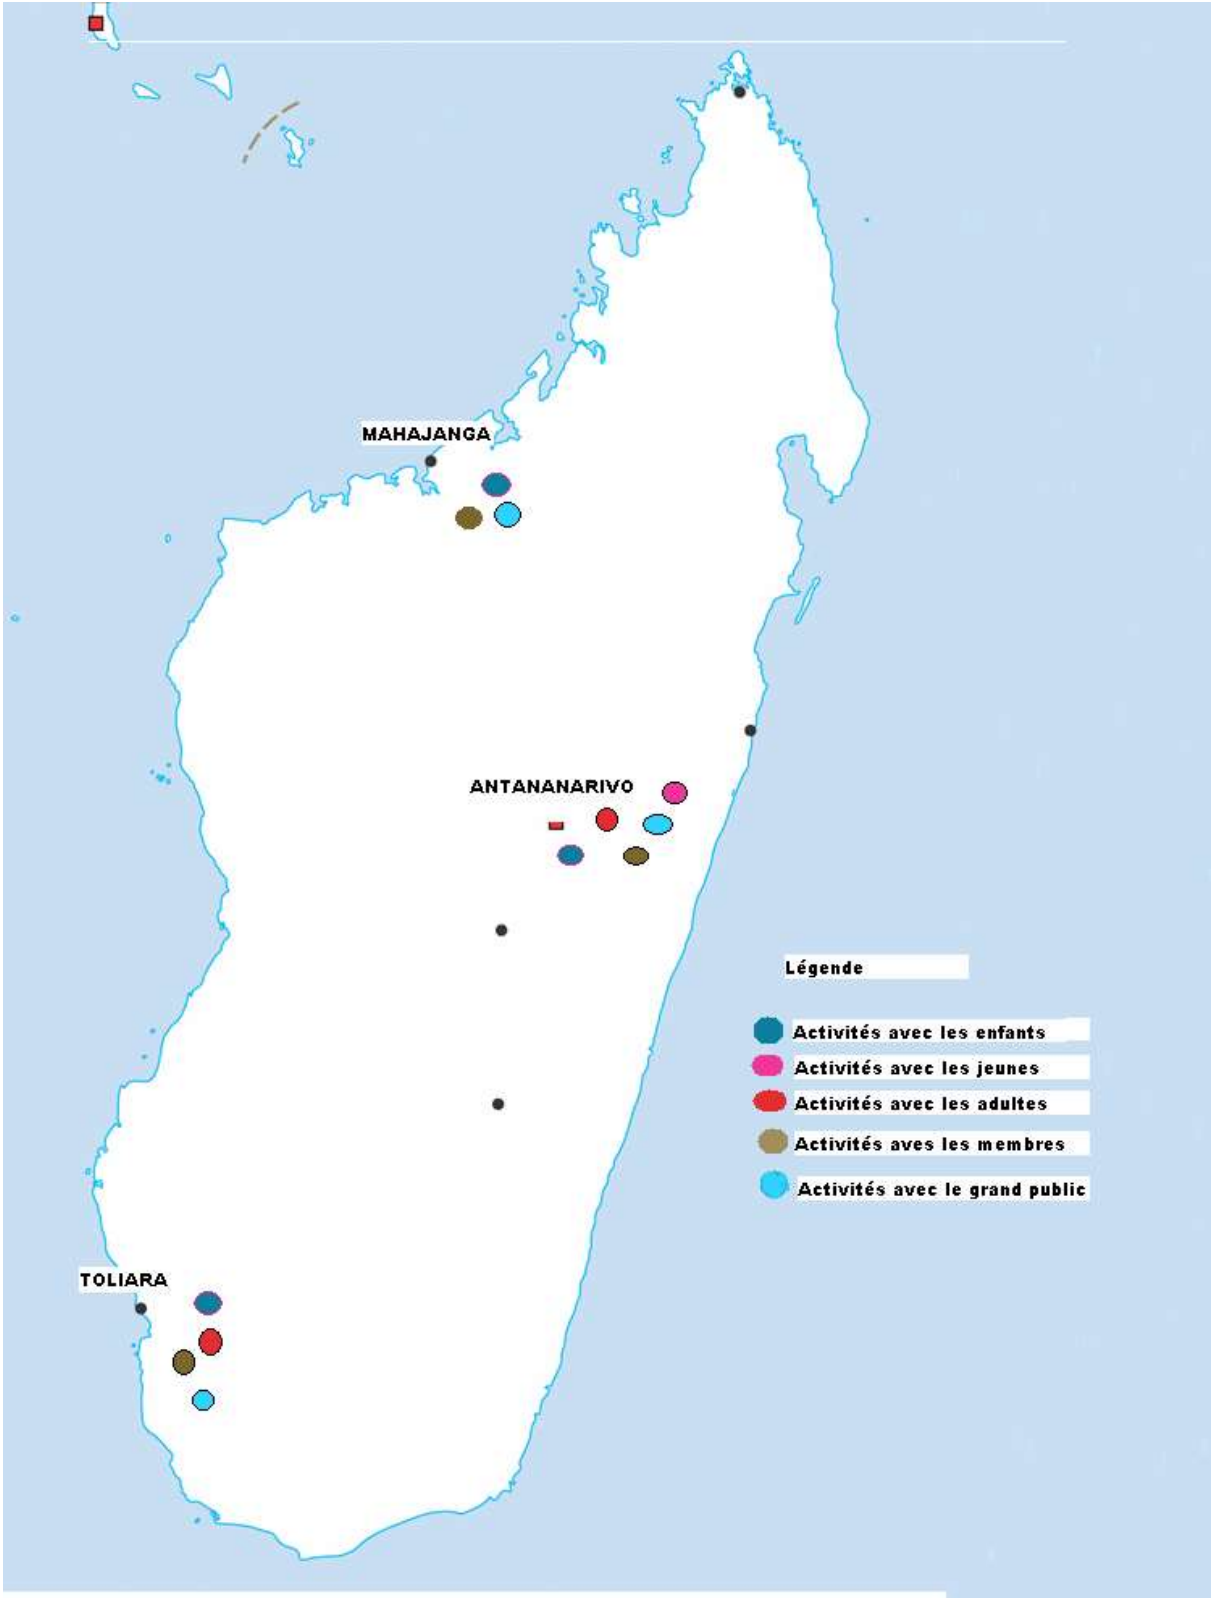 MAHAJANGA
ANTANANARIVO
Légende
Activités avec les enfants
Activités avec les jeunes
Activités avec les adultes
Activités aves les membres
Activités avec le grand public
TOLIARA